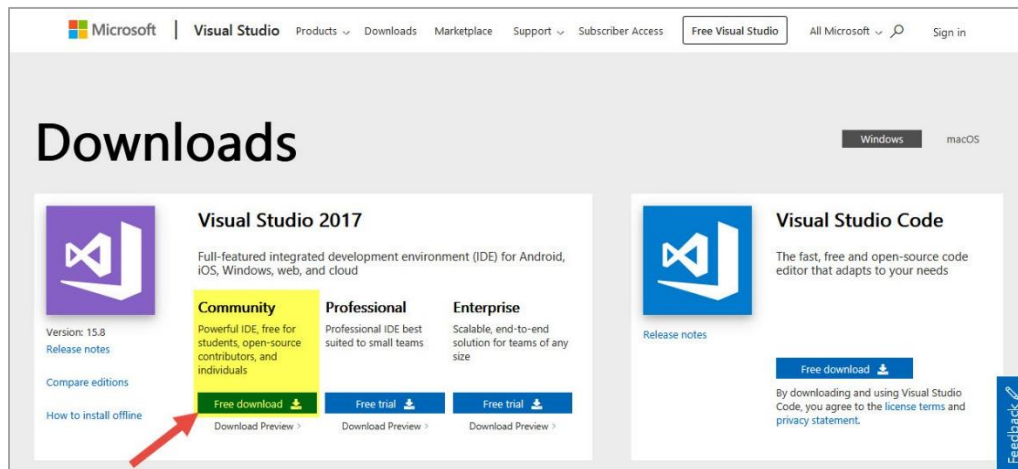 Microsoft Visual Studio Products Downloads Marketplace Support Subscriber Access Free Visual Studio All Microsoft Sign in
Downloads
Windows macOS
Visual Studio 2017
Full-featured integrated development environment (IDE) for Android,
iOS, Windows, web, and cloud
Community
Powerful IDE, free for
students, open-source
contributors, and
individuals
Free download
Download Preview
Professional
Professional IDE best
suited to small teams
Free trial
Download Preview
Enterprise
Scalable, end-to-end
solution for teams of any
size
Free trial
Download Preview
Version: 15.8
Release notes
Compare editions
How to install offline
Visual Studio Code
The fast, free and open-source code
editor that adapts to your needs
Release notes
Free download
By downloading and using Visual Studio
Code, you agree to the license terms and
privacy statement.
Feedback